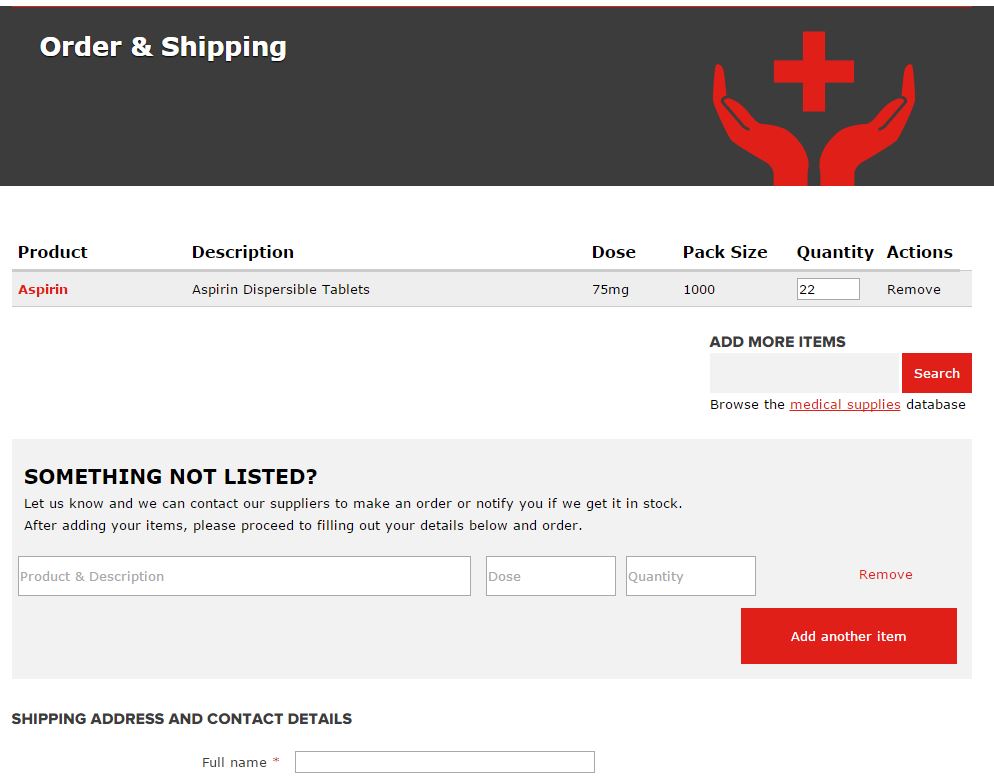 Order & Shipping
Product Description Dose Pack Size Quantity Actions
Aspirin Aspirin Dispersible Tablets 75mg 1000 22 Remove
ADD MORE ITEMS
Search
Browse the medical supplies database
SOMETHING NOT LISTED?
Let us know and we can contact our suppliers to make an order or notify you if we get it in stock.
After adding your items, please proceed to filling out your details below and order.
Product & Description Dose Quantity Remove
Add another item
SHIPPING ADDRESS AND CONTACT DETAILS
Full name *